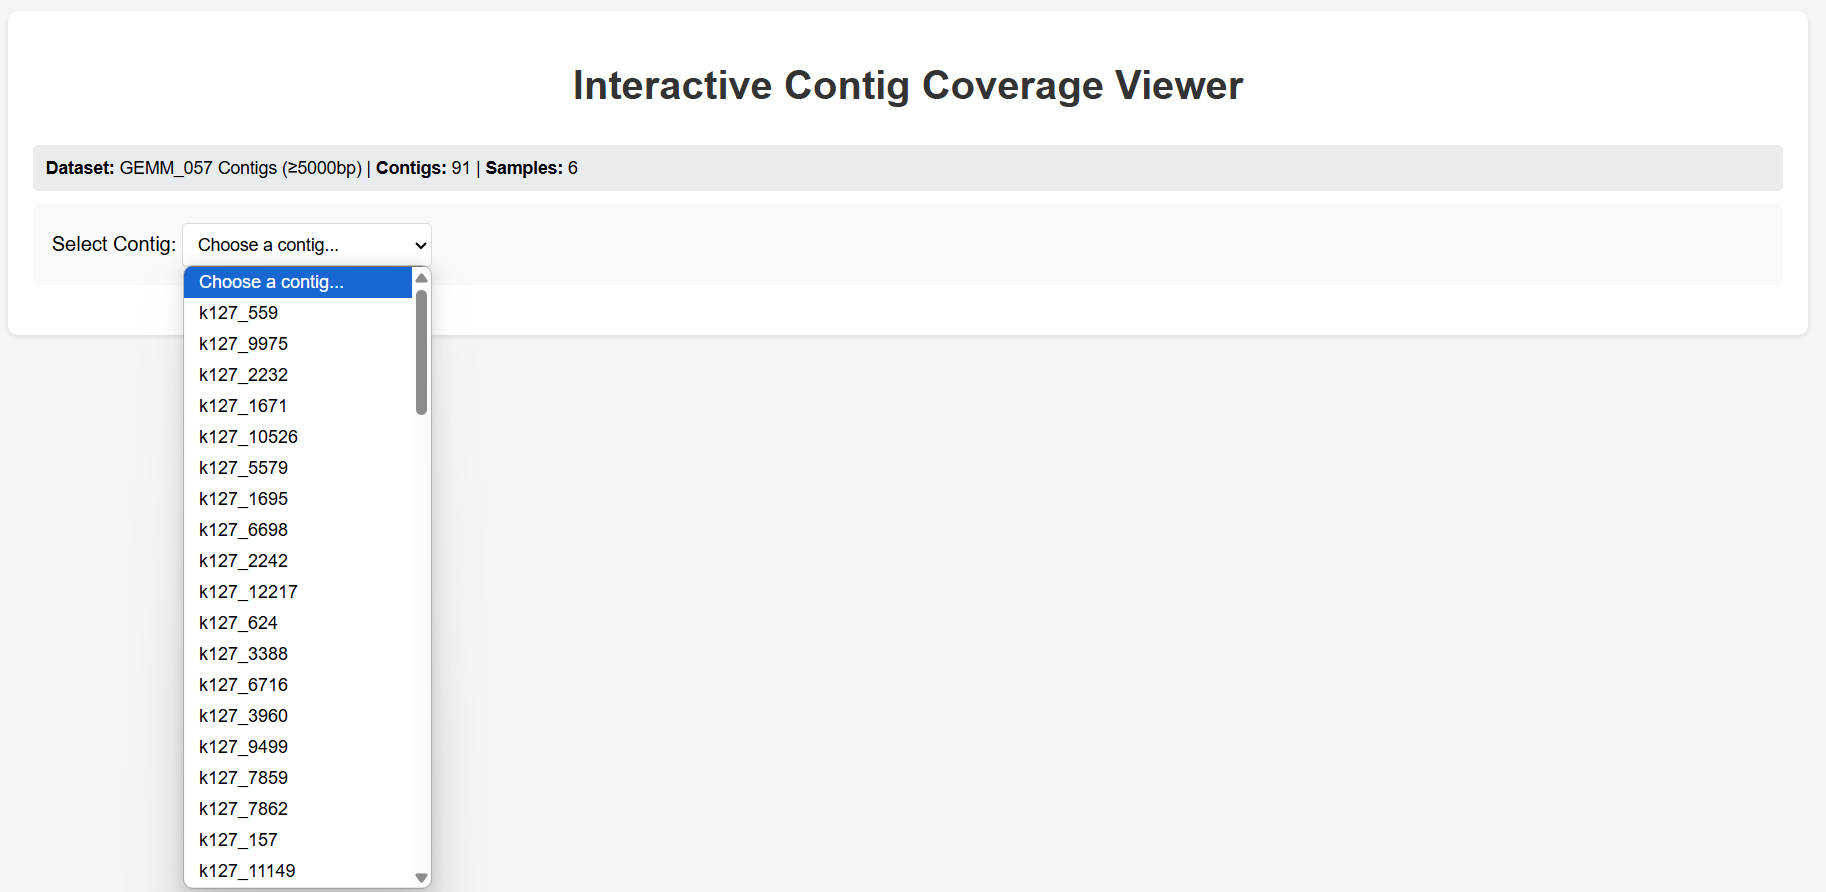 Interactive Contig Coverage Viewer
Dataset: GEMM_057 Contigs (≥5000bp) | Contigs: 91 | Samples: 6
Select Contig: Choose a contig...
Choose a contig...
k127_559
k127_9975
k127_2232
k127_1671
k127_10526
k127_5579
k127_1695
k127_6698
k127_2242
k127_12217
k127_624
k127_3388
k127_6716
k127_3960
k127_9499
k127_7859
k127_7862
k127_157
k127_11149